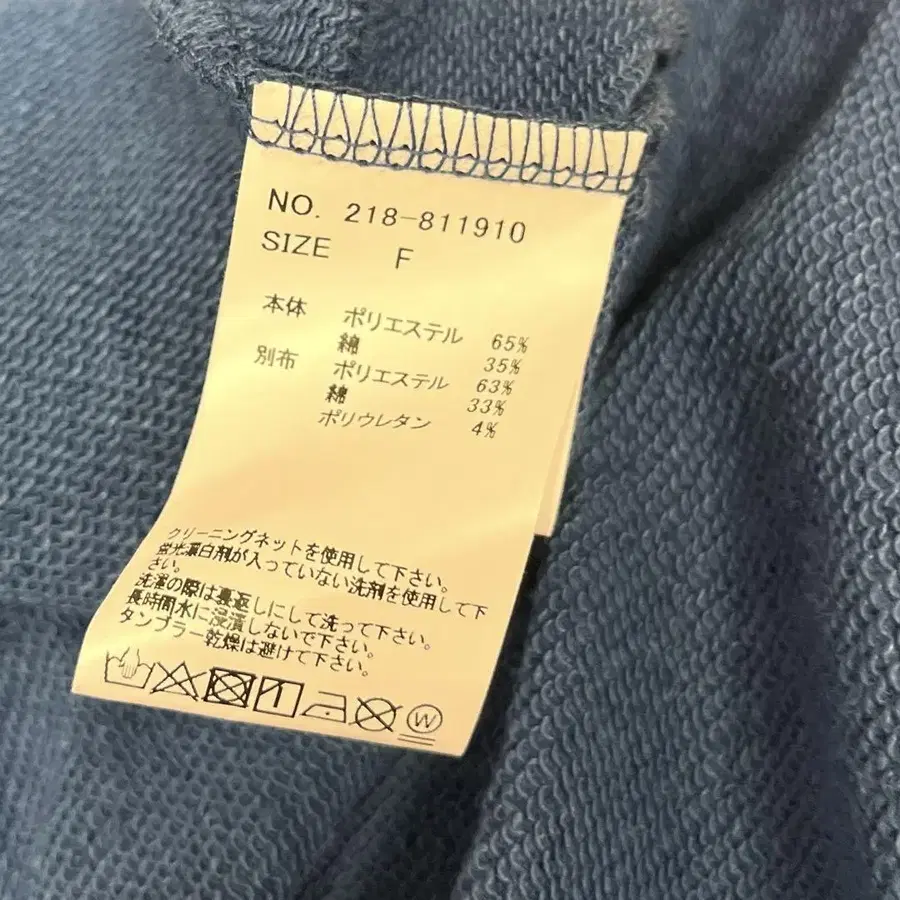 NO. 218-811910
SIZE F
本体 ポリエステル 65%
綿 35%
別布 ポリエステル 63%
綿 33%
ポリウレタン 4%
クリーニングネットを使用して下さい。
蛍光漂白剤が入っていない洗剤を使用して下
さい。
洗濯の際は裏返しにして洗って下さい。
長時間水に浸漬しないで下さい。
タンブラー乾燥は避けて下さい。
W